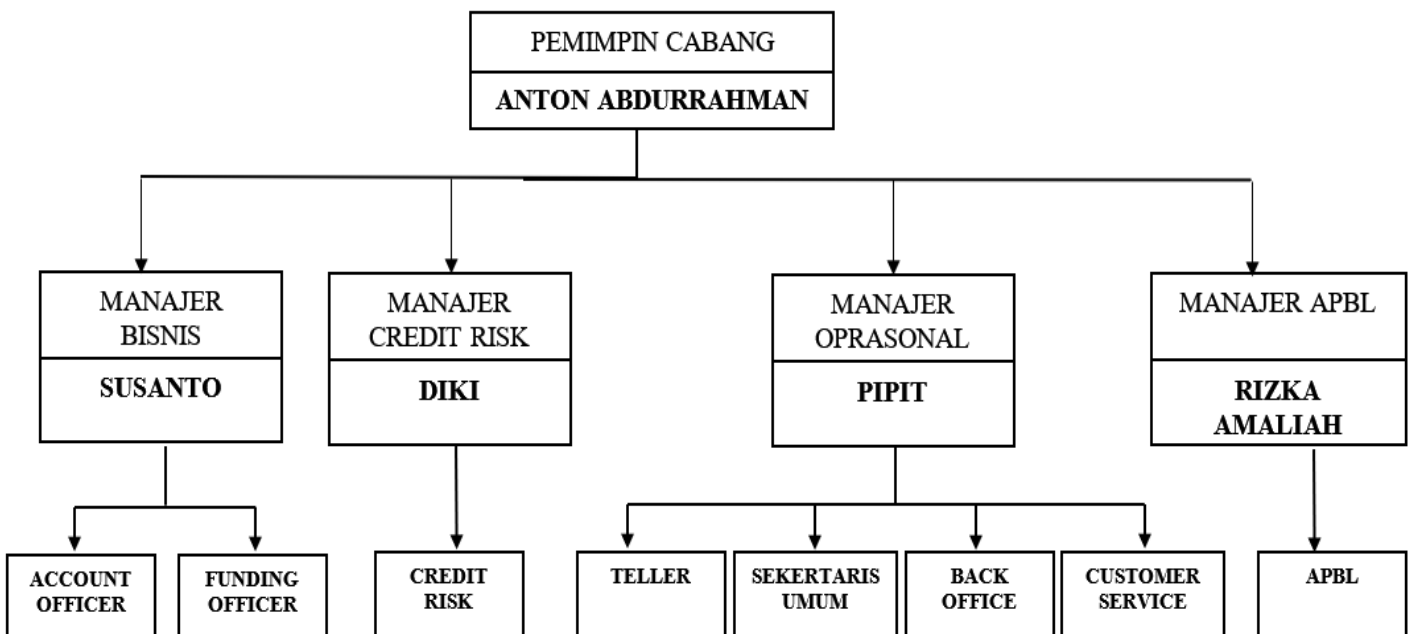 PEMIMPIN CABANG
ANTON ABDURRAHMAN
MANAJER
BISNIS
SUSANTO
MANAJER
CREDIT RISK
DIKI
MANAJER
OPRASONAL
PIPIT
MANAJER APBL
RIZKA
AMALIAH
ACCOUNT
OFFICER
FUNDING
OFFICER
CREDIT
RISK
TELLER
SEKERTARIS
UMUM
BACK
OFFICE
CUSTOMER
SERVICE
APBL